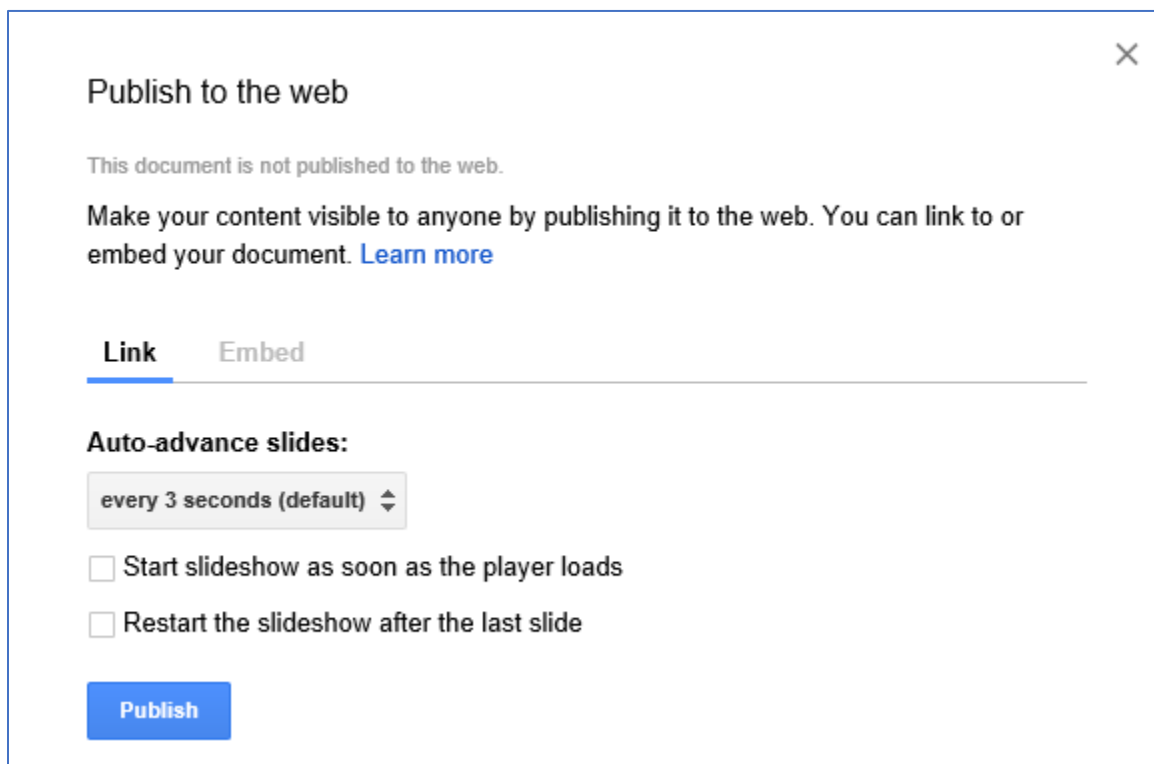 Publish to the web
This document is not published to the web.
Make your content visible to anyone by publishing it to the web. You can link to or
embed your document. Learn more
Link Embed
Auto-advance slides:
every 3 seconds (default)
Start slideshow as soon as the player loads
Restart the slideshow after the last slide
Publish